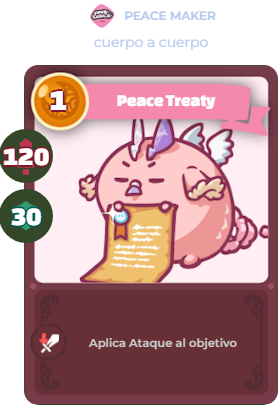 PEACE MAKER
cuerpo a cuerpo
1
Peace Treaty
120
30
Aplica Ataque al objetivo